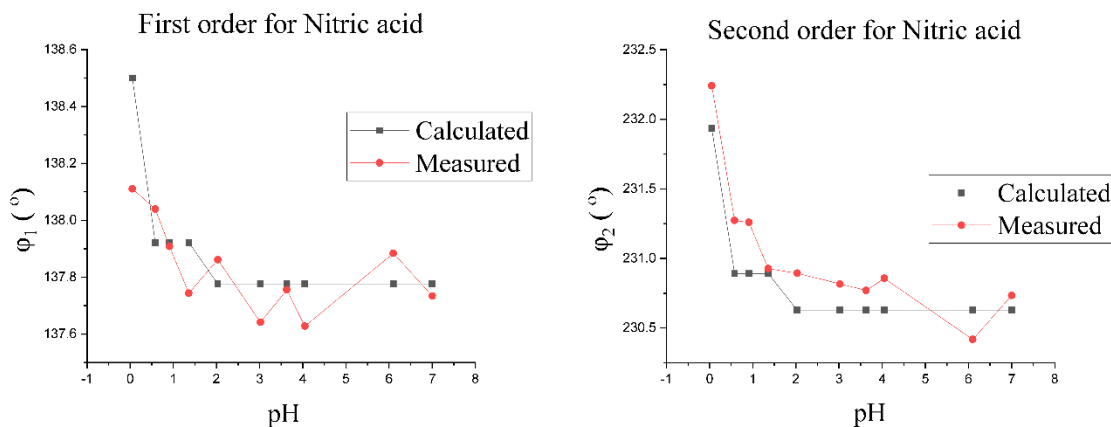 First order for Nitric acid
138.6
138.4
138.2
138.0
137.8
137.6
φ1 ( º )
Calculated
Measured
-1 0 1 2 3 4 5 6 7 8
pH
Second order for Nitric acid
232.5
232.0
231.5
231.0
230.5
φ2 ( º )
Calculated
Measured
-1 0 1 2 3 4 5 6 7 8
pH